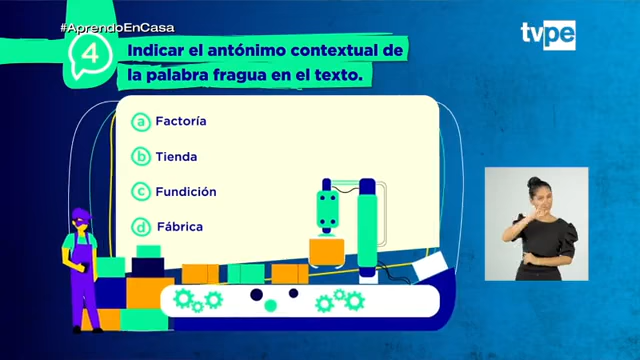 #AprendoEnCasa
tvpe
4
Indicar el antónimo contextual de
la palabra fragua en el texto.
a Factoría
b Tienda
c Fundición
d Fábrica